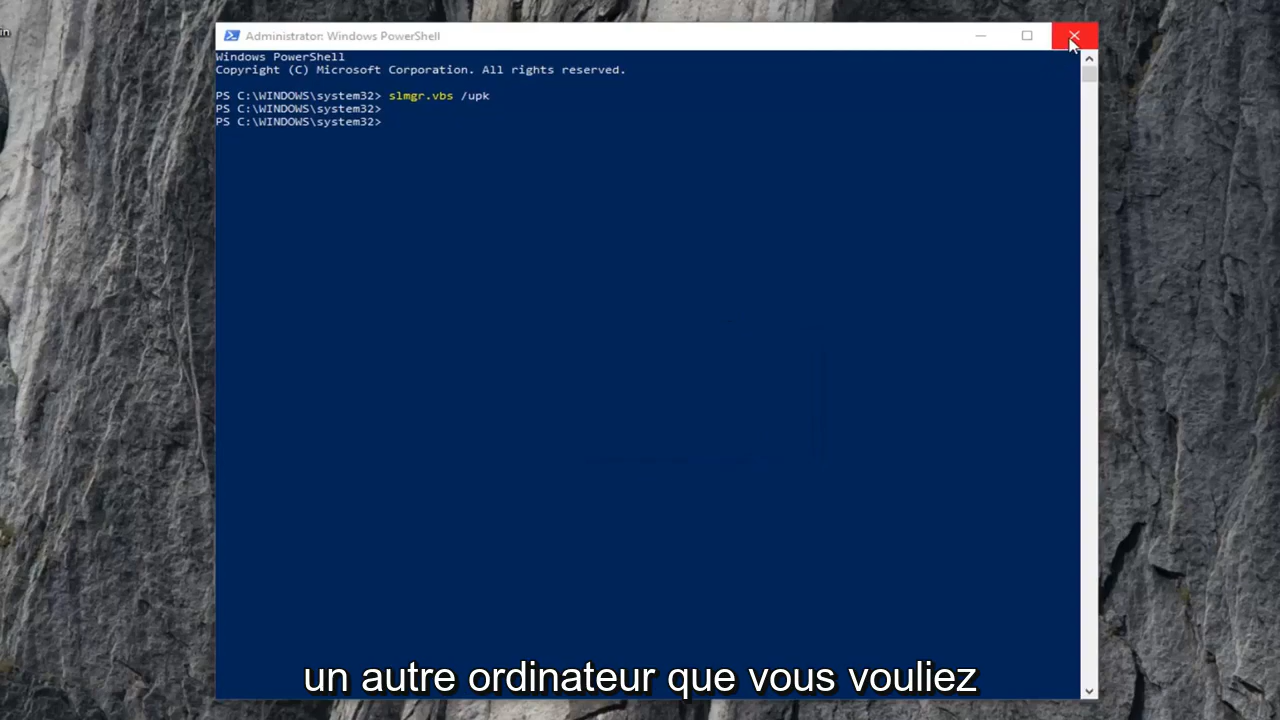 in
Administrator: Windows PowerShell
Windows PowerShell
Copyright (C) Microsoft Corporation. All rights reserved.
PS C:\WINDOWS\system32> slmgr.vbs /upk
PS C:\WINDOWS\system32>
PS C:\WINDOWS\system32>
un autre ordinateur que vous vouliez